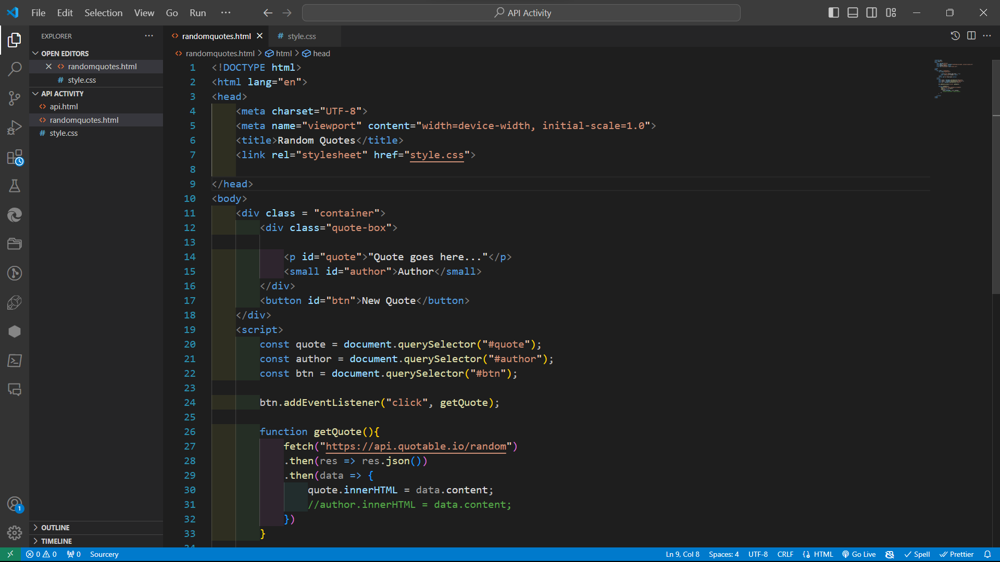 File Edit Selection View Go Run ··· API Activity
EXPLORER ···
OPEN EDITORS
randomquotes.html
style.css
API ACTIVITY
api.html
randomquotes.html
style.css
OUTLINE
TIMELINE
randomquotes.html # style.css
randomquotes.html > html > head
1 <!DOCTYPE html>
2 <html lang="en">
3 <head>
4 <meta charset="UTF-8">
5 <meta name="viewport" content="width=device-width, initial-scale=1.0">
6 <title>Random Quotes</title>
7 <link rel="stylesheet" href="style.css">
8
9 </head>
10 <body>
11 <div class = "container">
12 <div class="quote-box">
13
14 <p id="quote">"Quote goes here..."</p>
15 <small id="author">Author</small>
16 </div>
17 <button id="btn">New Quote</button>
18 </div>
19 <script>
20 const quote = document.querySelector("#quote");
21 const author = document.querySelector("#author");
22 const btn = document.querySelector("#btn");
23
24 btn.addEventListener("click", getQuote);
25
26 function getQuote(){
27 fetch("https://api.quotable.io/random")
28 .then(res => res.json())
29 .then(data => {
30 quote.innerHTML = data.content;
31 //author.innerHTML = data.content;
32 })
33 }
1
0 0 0 Sourcery Ln 9, Col 8 Spaces: 4 UTF-8 CRLF HTML Go Live Spell Prettier